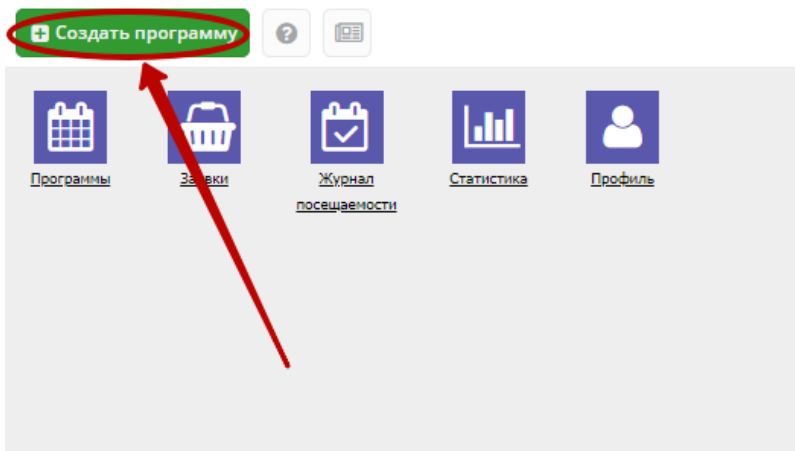 Создать программу
Программы
Заявки
Журнал
посещаемости
Статистика
Профиль